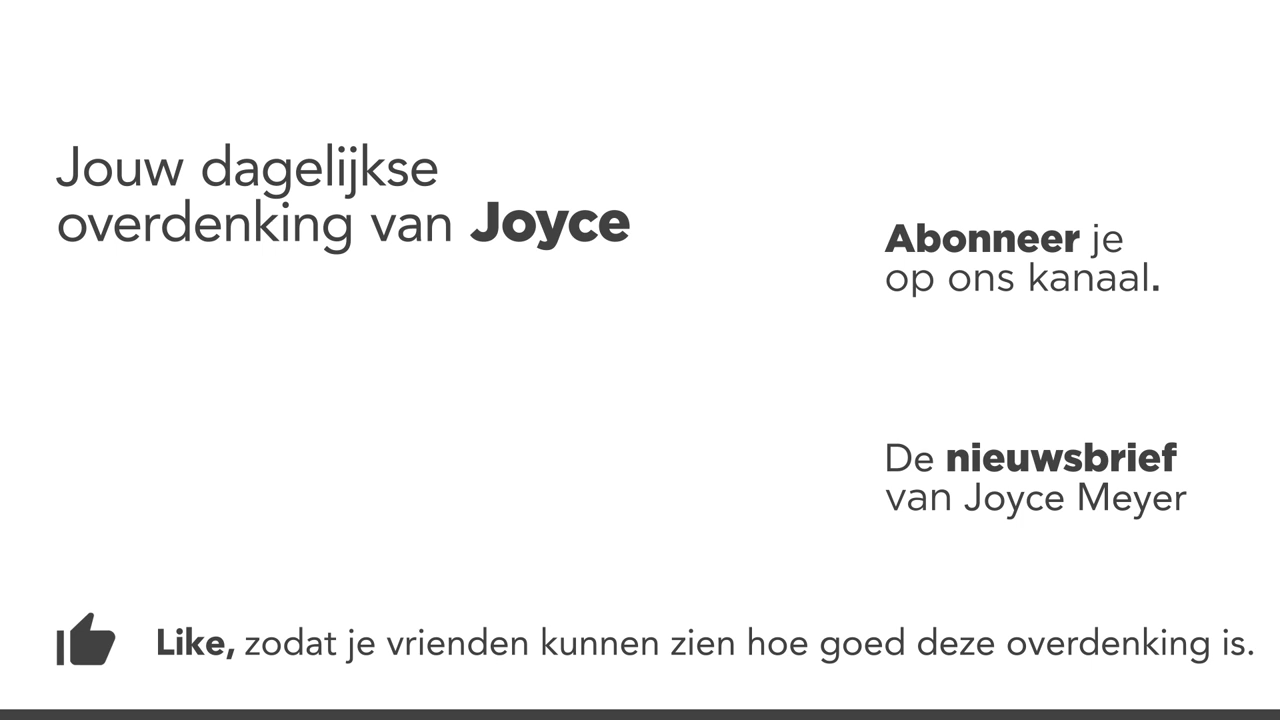 Jouw dagelijkse
overdenking van Joyce
Abonneer je
op ons kanaal.
De nieuwsbrief
van Joyce Meyer
Like, zodat je vrienden kunnen zien hoe goed deze overdenking is.